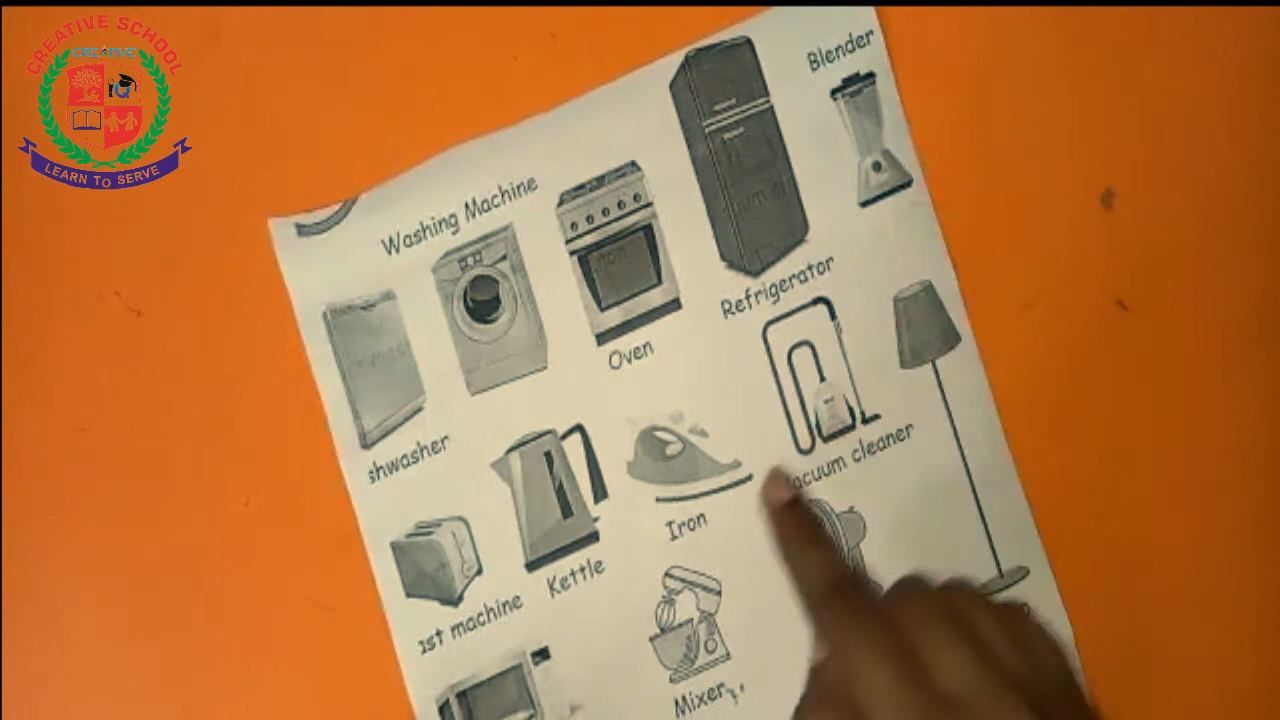 CREATIVE SCHOOL
CREATIVE
iQ
LEARN TO SERVE
Blender
Washing Machine
Refrigerator
Oven
shwasher
acuum cleaner
Iron
Kettle
ast machine
Mixer